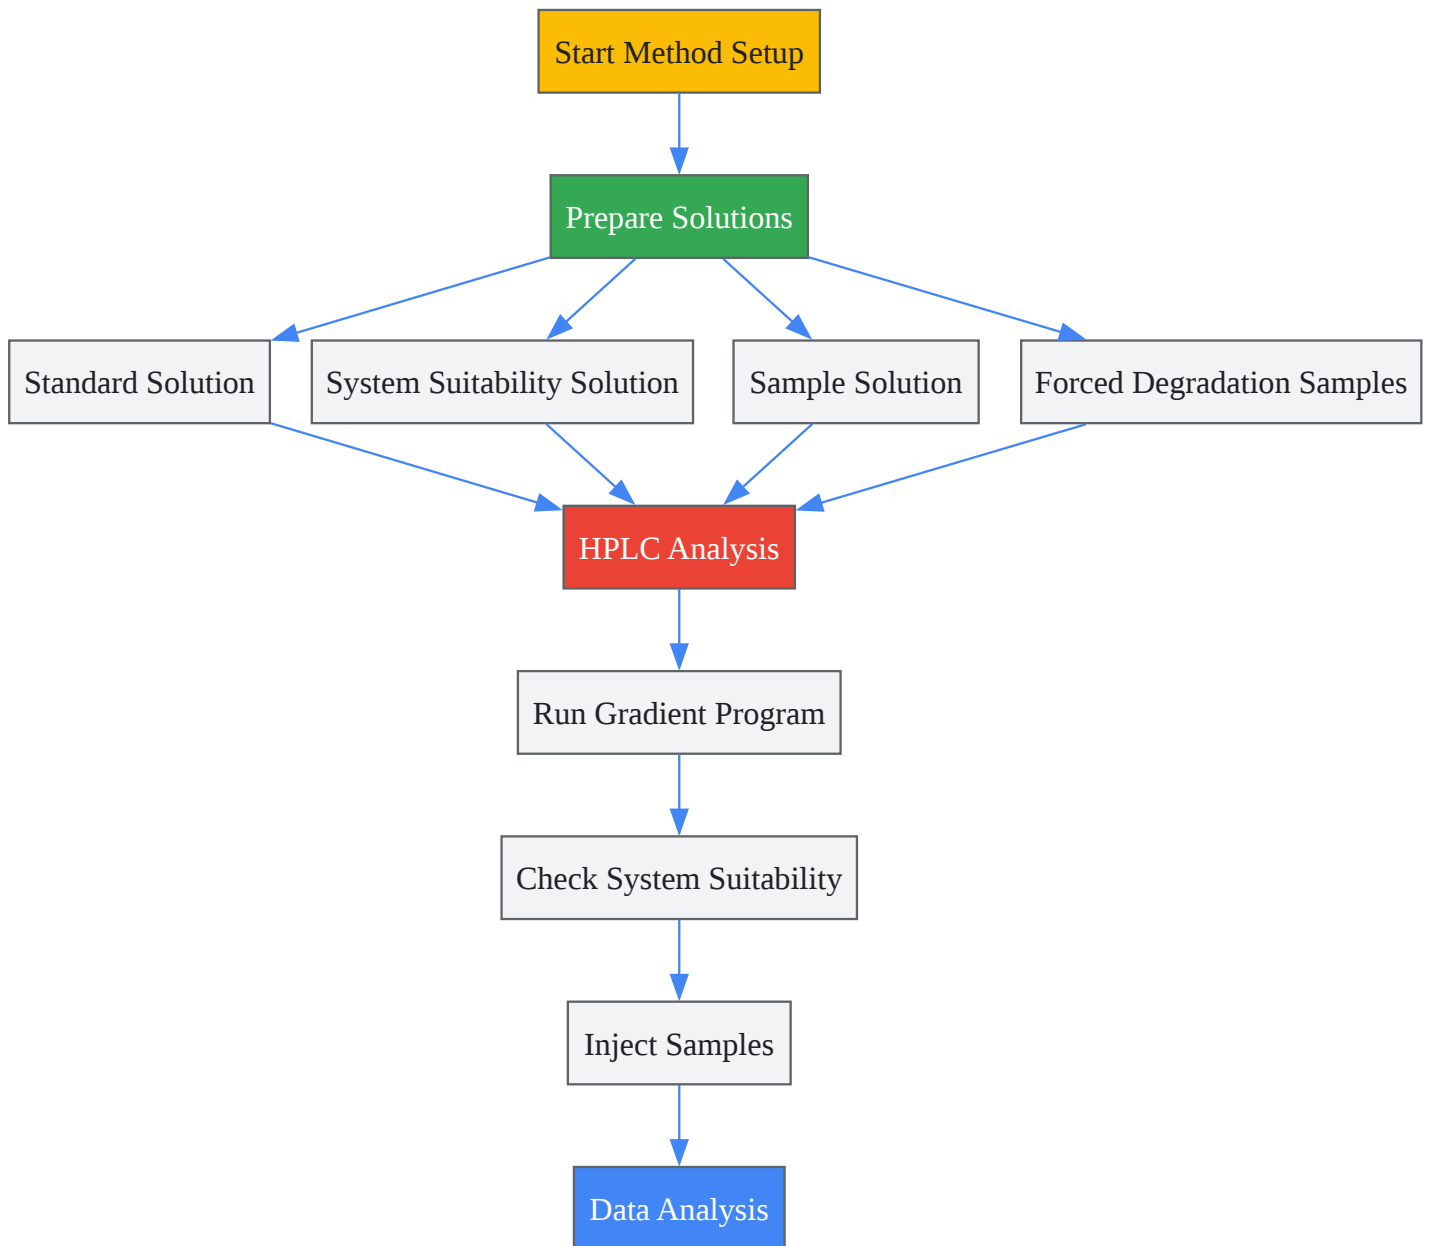 Start Method Setup
Prepare Solutions
Standard Solution
System Suitability Solution
Sample Solution
Forced Degradation Samples
HPLC Analysis
Run Gradient Program
Check System Suitability
Inject Samples
Data Analysis